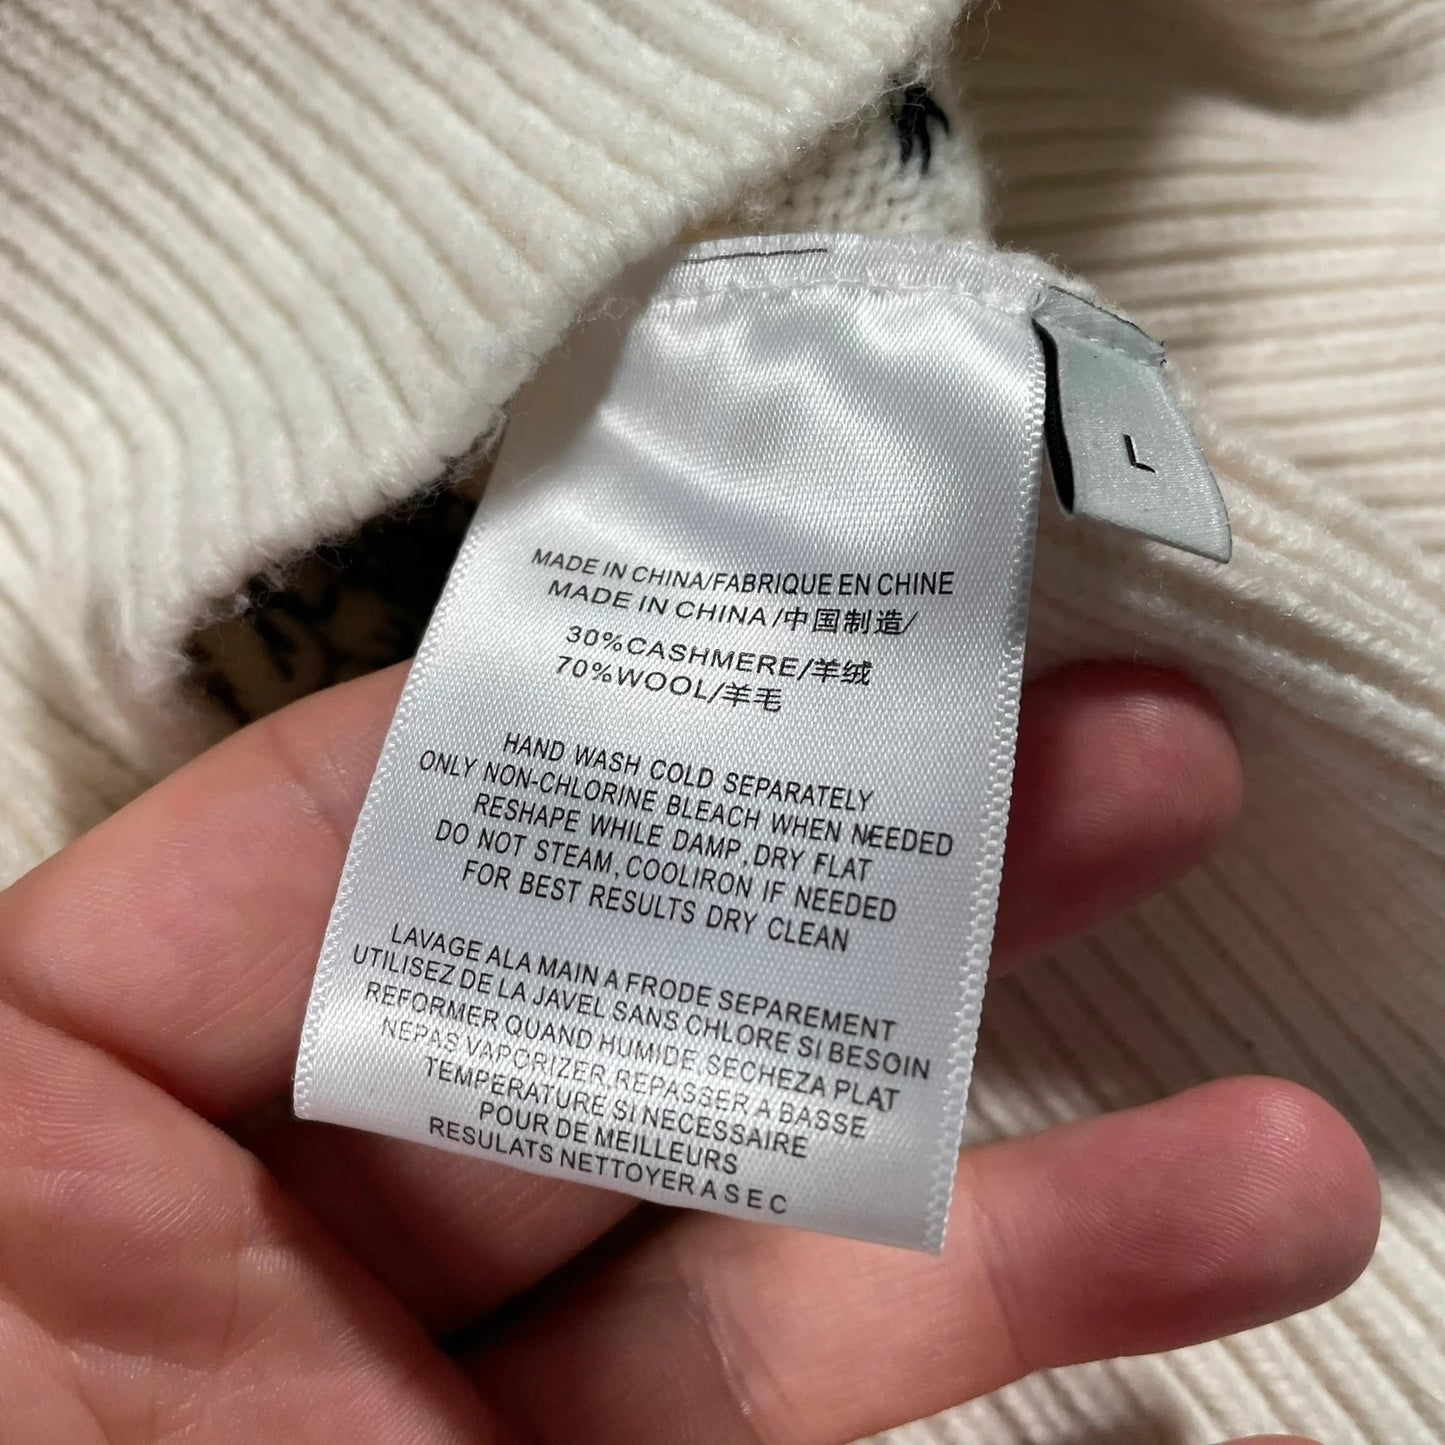 L
MADE IN CHINA/FABRIQUE EN CHINE
MADE IN CHINA/中国制造/
30%CASHMERE/羊绒
70%WOOL/羊毛
HAND WASH COLD SEPARATELY
ONLY NON-CHLORINE BLEACH WHEN NEEDED
RESHAPE WHILE DAMP,DRY FLAT
DO NOT STEAM,COOLIRON IF NEEDED
FOR BEST RESULTS DRY CLEAN
LAVAGE ALA MAIN A FRODE SEPAREMENT
UTILISEZ DE LA JAVEL SANS CHLORE SI BESOIN
REFORMER QUAND HUMIDE,SECHEZA PLAT
NEPAS VAPORIZER,REPASSER A BASSE
TEMPERATURE SI NECESSAIRE
POUR DE MEILLEURS
RESULATS NETTOYER A SEC